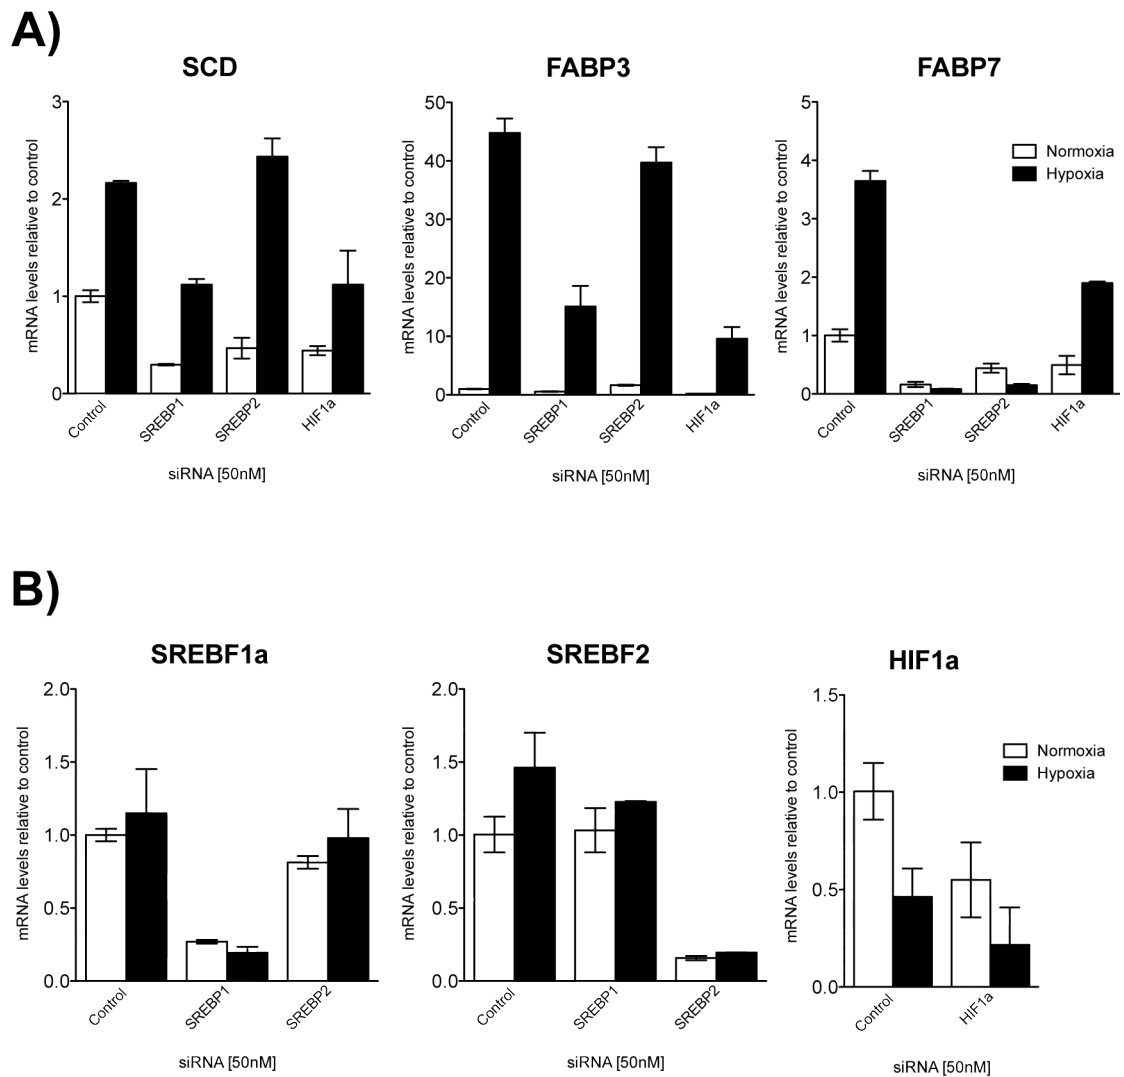 A)
SCD
FABP3
FABP7
mRNA levels relative to control
3
2
1
0
Control
SREBP1
SREBP2
HIF1a
siRNA [50nM]
mRNA levels relative to control
50
40
30
20
10
0
Control
SREBP1
SREBP2
HIF1a
siRNA [50nM]
mRNA levels relative to control
5
4
3
2
1
0
Control
SREBP1
SREBP2
HIF1a
siRNA [50nM]
Normoxia
Hypoxia
B)
SREBF1a
SREBF2
HIF1a
mRNA levels relative to control
2.0
1.5
1.0
0.5
0.0
Control
SREBP1
SREBP2
siRNA [50nM]
mRNA levels relative to control
2.0
1.5
1.0
0.5
0.0
Control
SREBP1
SREBP2
siRNA [50nM]
mRNA levels relative to control
1.5
1.0
0.5
0.0
Control
HIF1a
siRNA [50nM]
Normoxia
Hypoxia